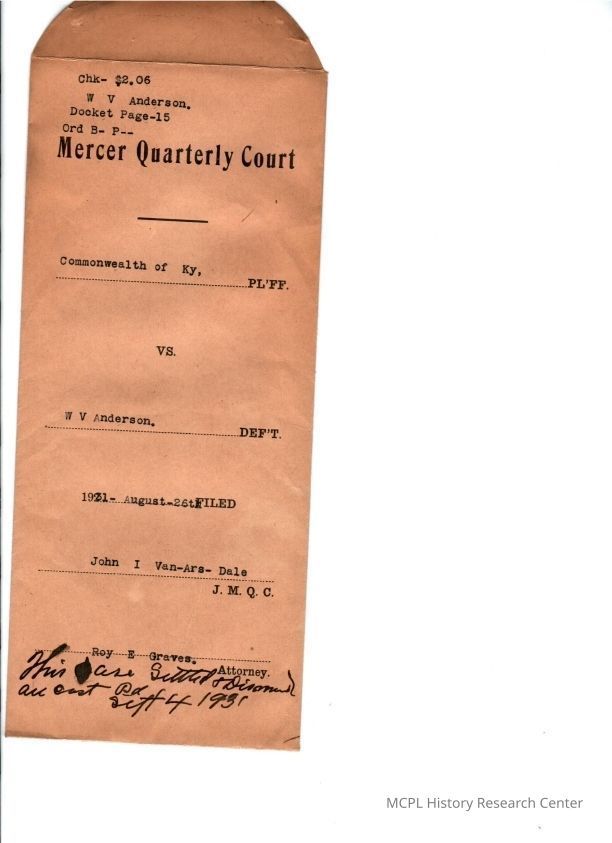 Chk- $2.06
W V Anderson.
Docket Page-15
Ord B- P--
Mercer Quarterly Court
Commonwealth of Ky,
PL'FF.
VS.
W V Anderson.
DEF'T.
1931- August-26th FILED
John I Van-Ars- Dale
J. M. Q. C.
Roy E Graves.
Attorney.
This Case Settled & Dismissed
all cost Pd
Sept 4 1931
MCPL History Research Center